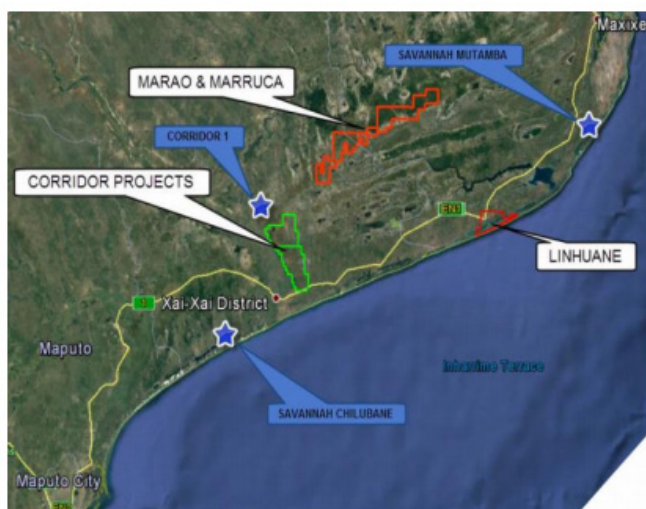 Maxixe
SAVANNAH MUTAMBA
MARAO & MARRUCA
CORRIDOR 1
CORRIDOR PROJECTS
EN1
LINHUANE
1
Xai-Xai District
Maputo
Inharrime Terrace
SAVANNAH CHILUBANE
Maputo City